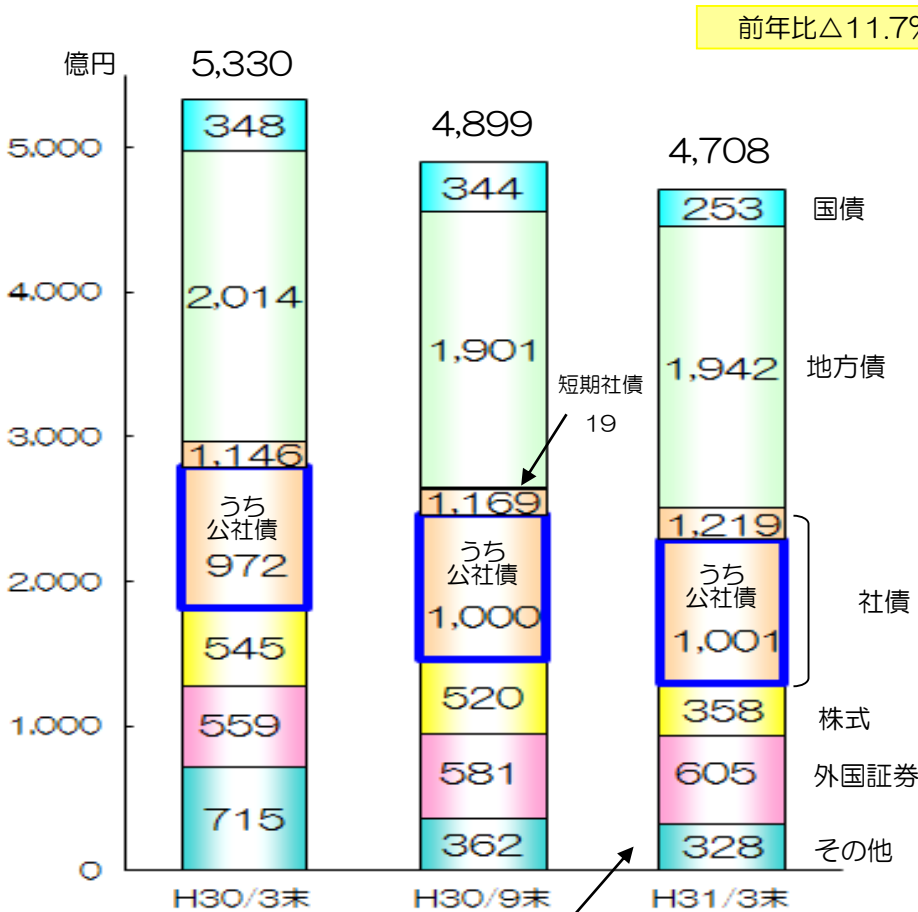 前年比△11.7%
億円
5,330
4,899
4,708
5,000
4,000
3,000
2,000
1,000
0
348
2,014
1,146
うち
公社債
972
545
559
715
344
1,901
短期社債
19
1,169
うち
公社債
1,000
520
581
362
253
1,942
1,219
うち
公社債
1,001
358
605
328
国債
地方債
社債
株式
外国証券
その他
H30/3末
H30/9末
H31/3末